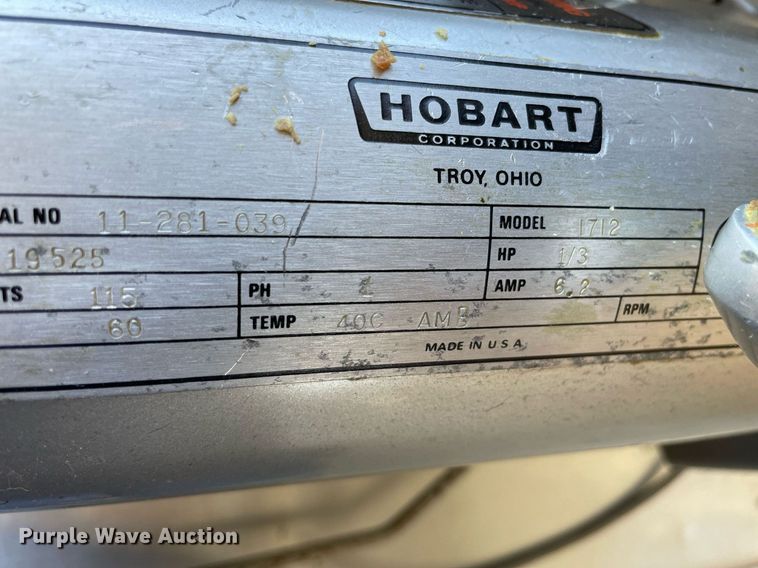 HOBART
CORPORATION
TROY, OHIO
AL NO 11-281-039 MODEL 1712
19525 HP 1/3
TS 115 PH 1 AMP 6.2
60 TEMP 40C AMB RPM
MADE IN U S A
Purple Wave Auction